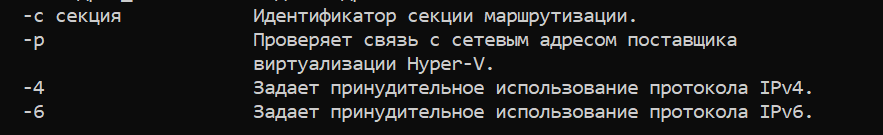 -c секция Идентификатор секции маршрутизации.
-p Проверяет связь с сетевым адресом поставщика
виртуализации Hyper-V.
-4 Задает принудительное использование протокола IPv4.
-6 Задает принудительное использование протокола IPv6.